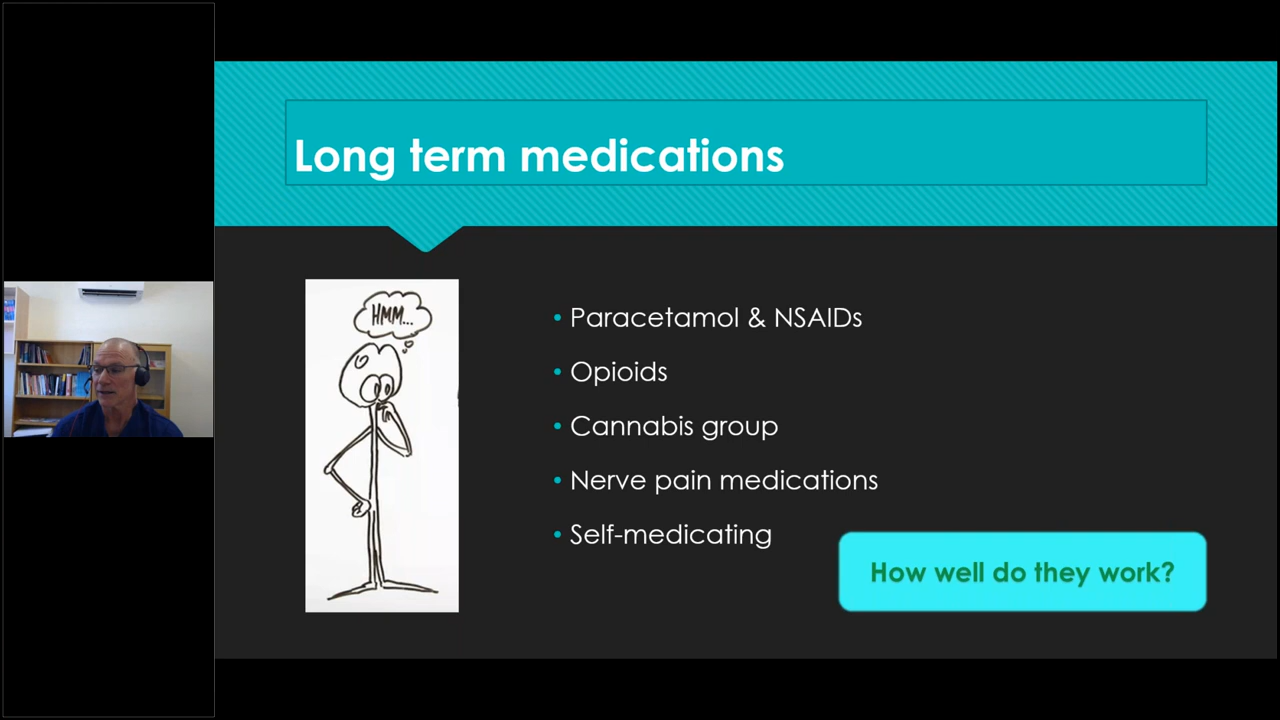 Long term medications
HMM...
• Paracetamol & NSAIDs
• Opioids
• Cannabis group
• Nerve pain medications
• Self-medicating
How well do they work?